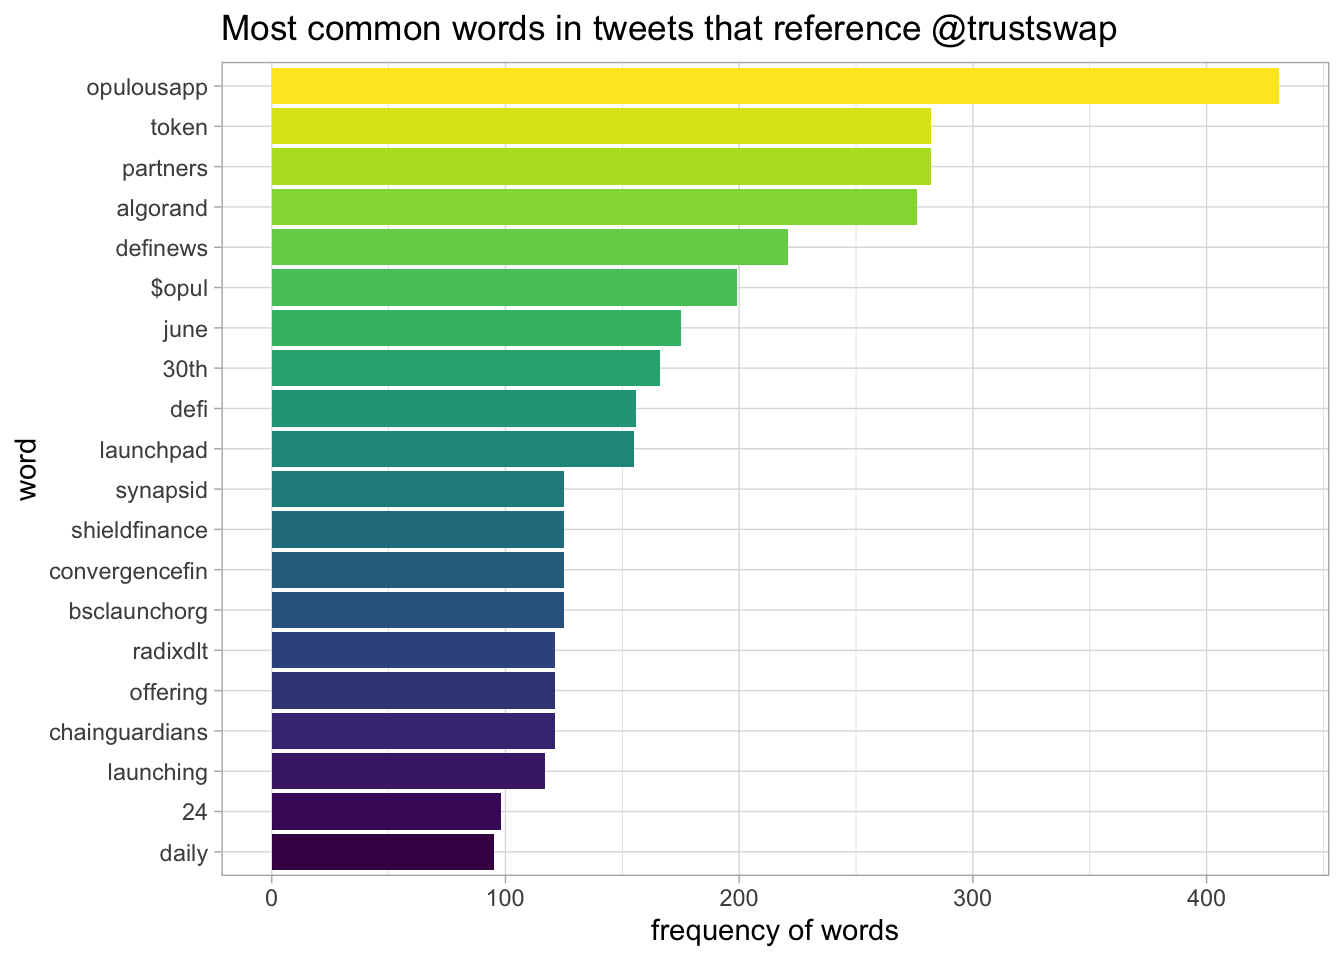 Most common words in tweets that reference @trustswap
opulousapp
token
partners
algorand
definews
$opul
june
30th
defi
launchpad
synapsid
shieldfinance
convergencefin
bsclaunchorg
radixdlt
offering
chainguardians
launching
24
daily
word
0 100 200 300 400
frequency of words